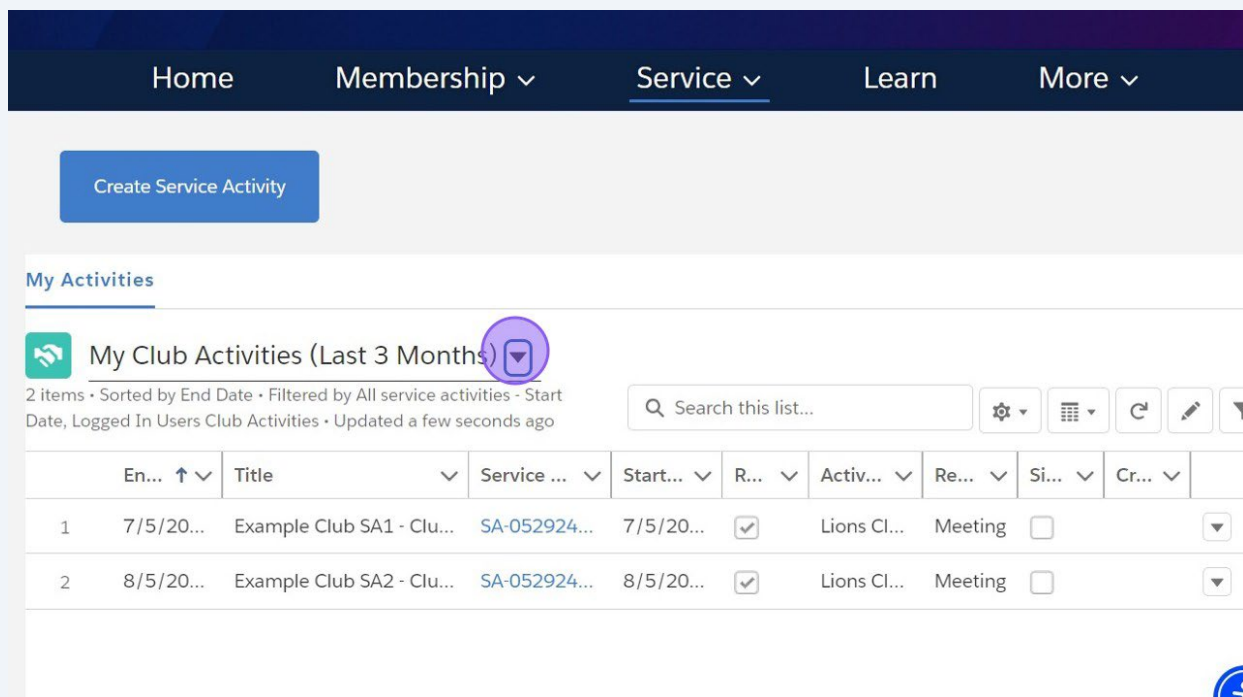 Home Membership Service Learn More
Create Service Activity
My Activities
My Club Activities (Last 3 Months)
2 items • Sorted by End Date • Filtered by All service activities - Start
Date, Logged In Users Club Activities • Updated a few seconds ago
Search this list...
En... Title Service ... Start... R... Activ... Re... Si... Cr...
1 7/5/20... Example Club SA1 - Clu... SA-052924... 7/5/20... Lions Cl... Meeting
2 8/5/20... Example Club SA2 - Clu... SA-052924... 8/5/20... Lions Cl... Meeting